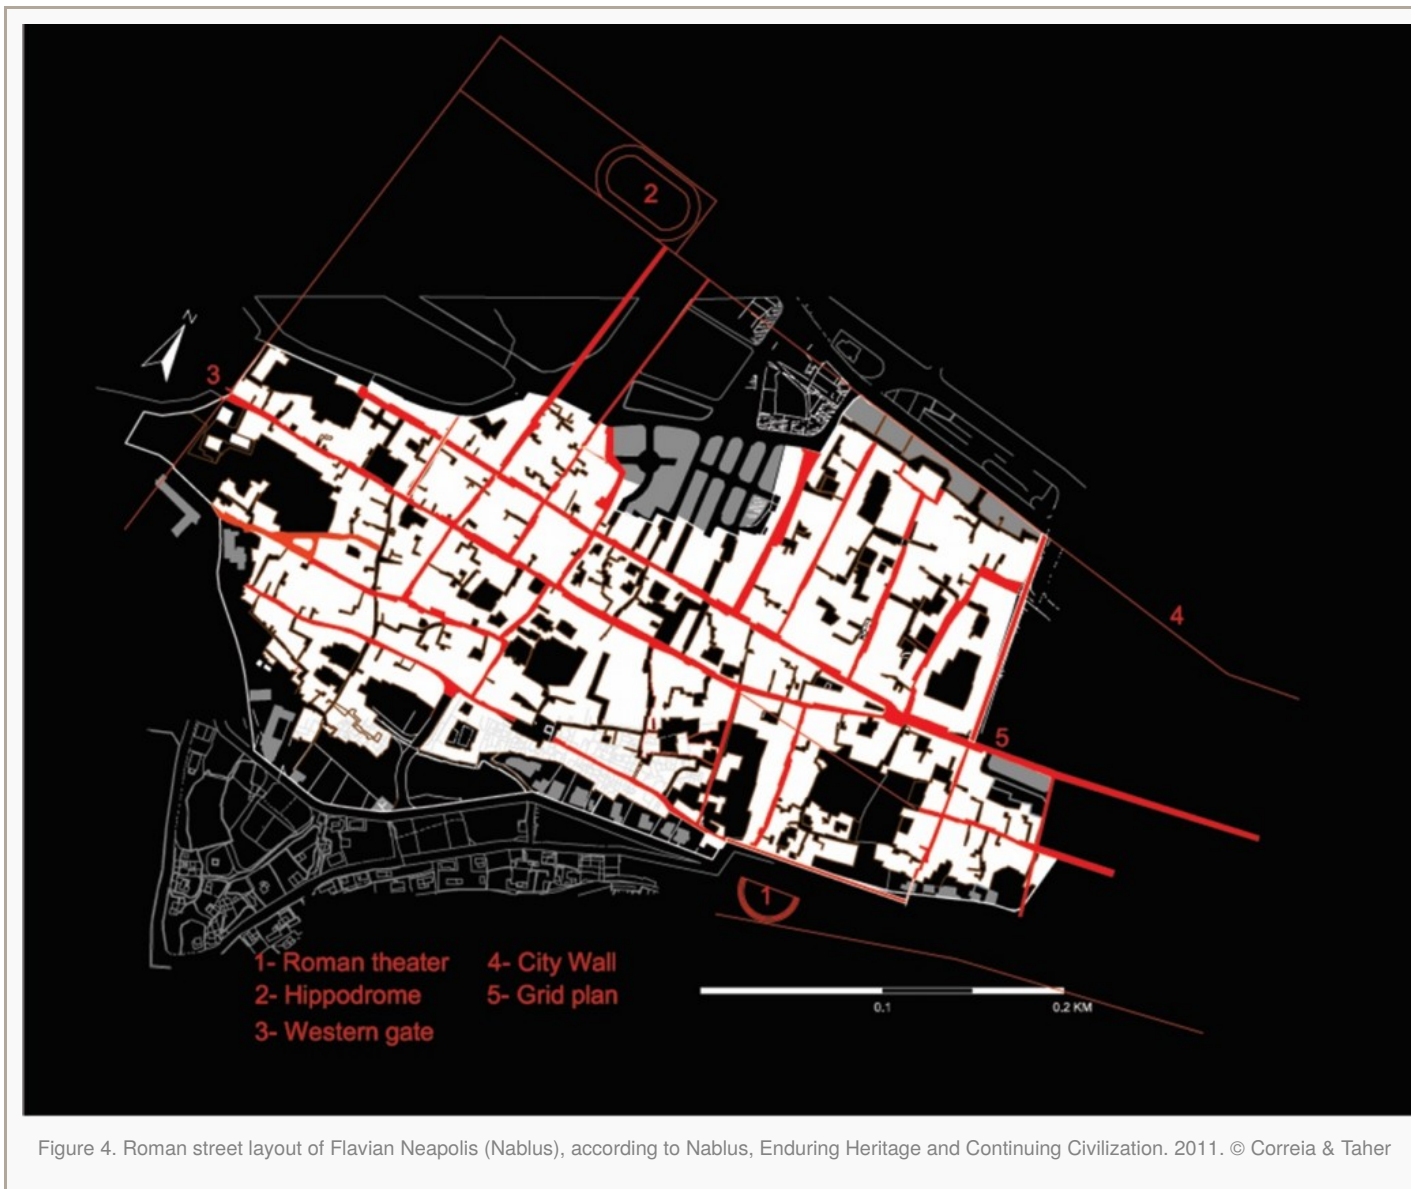 2
N
3
4
5
1
1- Roman theater
2- Hippodrome
3- Western gate
4- City Wall
5- Grid plan
0.1
0.2 KM
Figure 4. Roman street layout of Flavian Neapolis (Nablus), according to Nablus, Enduring Heritage and Continuing Civilization. 2011. © Correia & Taher